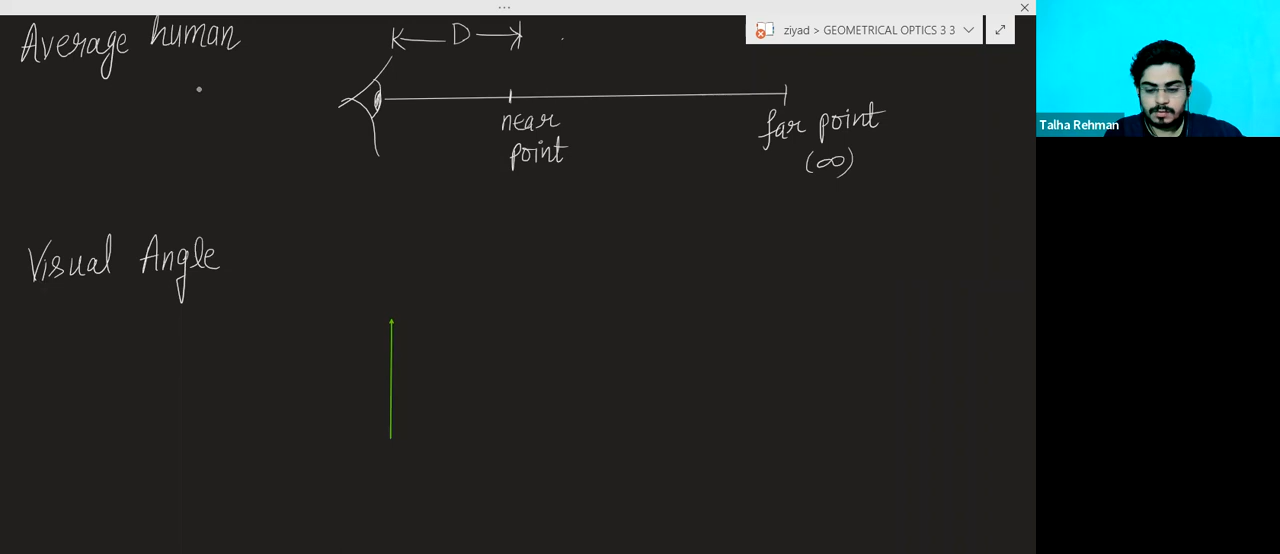 ...
ziyad > GEOMETRICAL OPTICS 3 3
Talha Rehman
Average human
D
near
point
far point
(∞)
Visual Angle